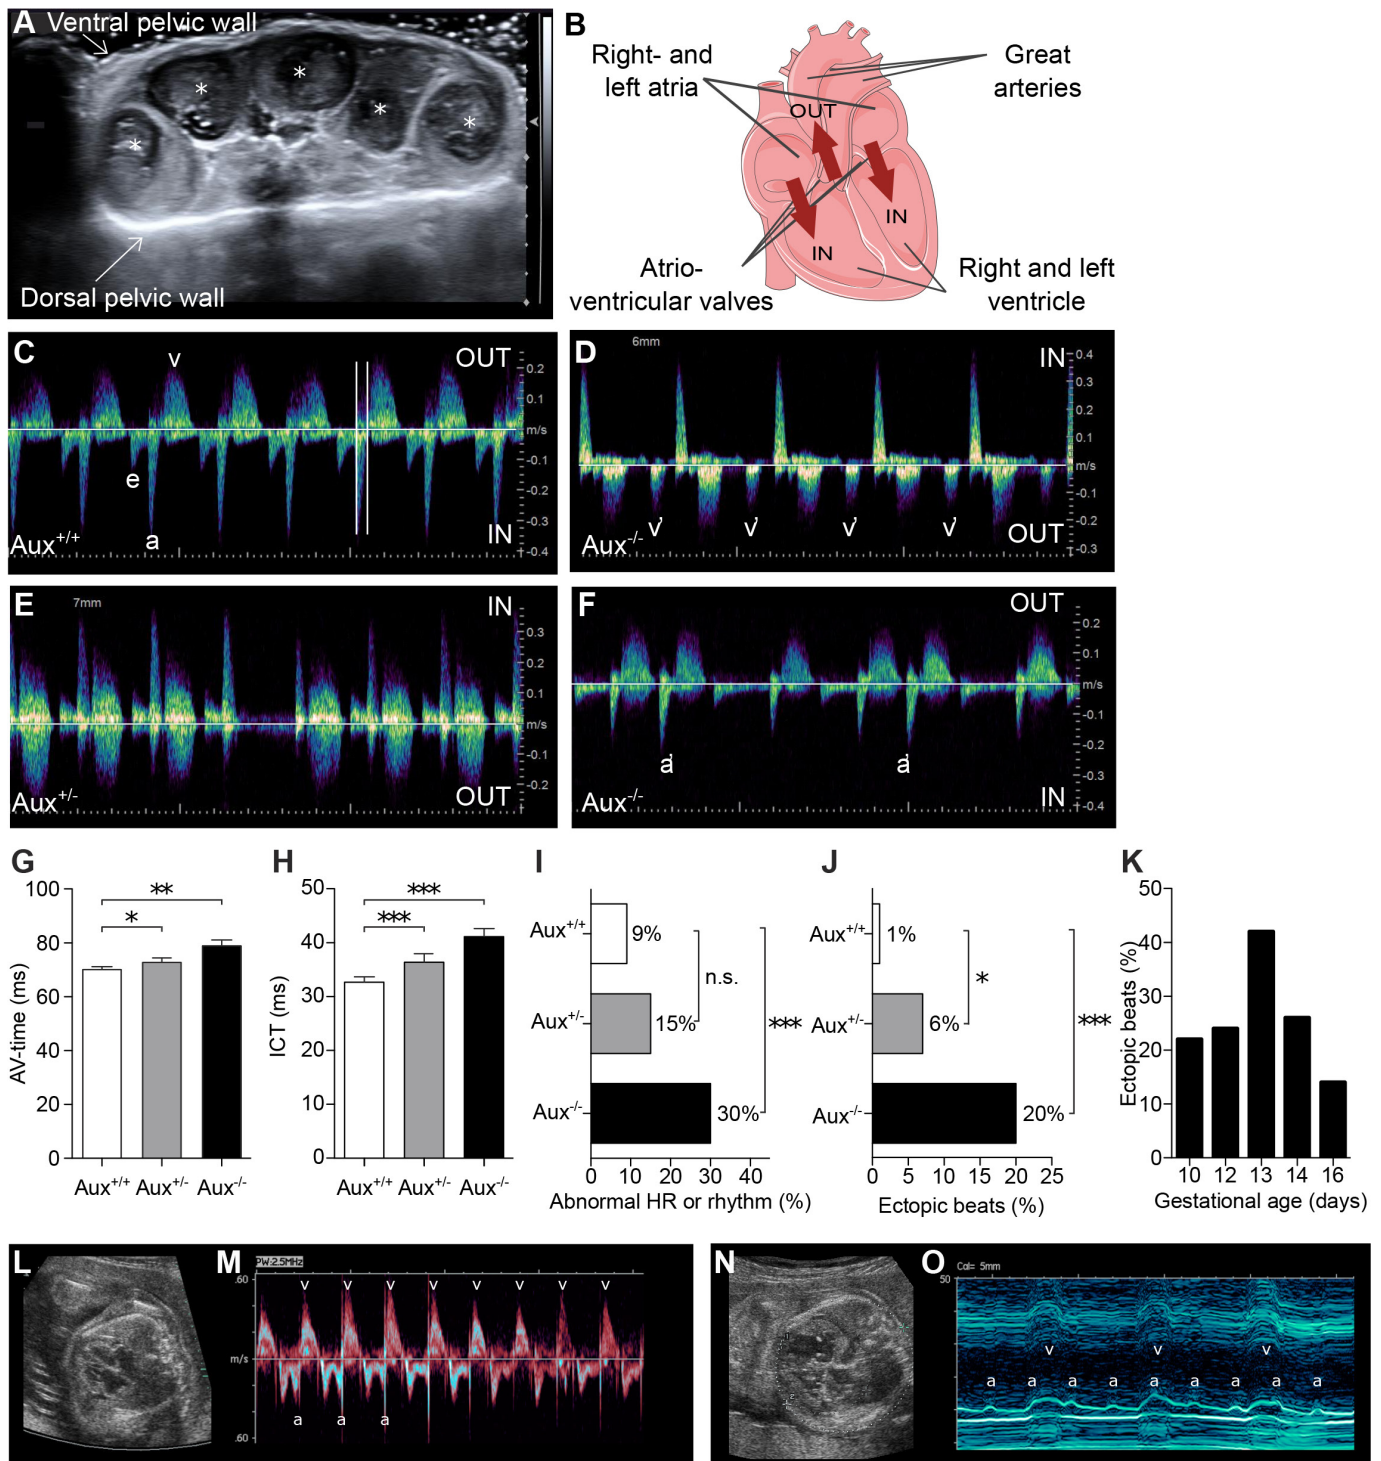 A
Ventral pelvic wall
*
*
*
*
*
Dorsal pelvic wall
B
Right- and
left atria
Great
arteries
OUT
IN
IN
Atrio-
ventricular valves
Right and left
ventricle
C
v
OUT
0.2
0.1
m/s
-0.1
-0.2
-0.3
-0.4
e
a
IN
Aux+/+
D
6mm
IN
0.4
0.3
0.2
0.1
m/s
-0.1
-0.2
-0.3
v' v' v' v'
Aux-/-
OUT
E
7mm
IN
0.3
0.2
0.1
m/s
-0.1
-0.2
Aux+/-
OUT
F
OUT
0.2
0.1
m/s
-0.1
-0.2
-0.3
-0.4
a' a'
Aux-/-
IN
G
AV-time (ms)
100
80
60
40
20
0
**
*
Aux+/+ Aux+/- Aux-/-
H
ICT (ms)
50
40
30
20
10
0
***
***
Aux+/+ Aux+/- Aux-/-
I
Aux+/+
9%
n.s.
Aux+/-
15%
***
Aux-/-
30%
0 10 20 30 40
Abnormal HR or rhythm (%)
J
Aux+/+
1%
*
Aux+/-
6%
***
Aux-/-
20%
0 5 10 15 20 25
Ectopic beats (%)
K
Ectopic beats (%)
50
40
30
20
10
0
10 12 13 14 16
Gestational age (days)
L
M
PW:2.5MHz
.60
v v v v v v v v
m/s
a a a
.60
N
O
Cal= 5mm
50
v v v
a a a a a a a a a